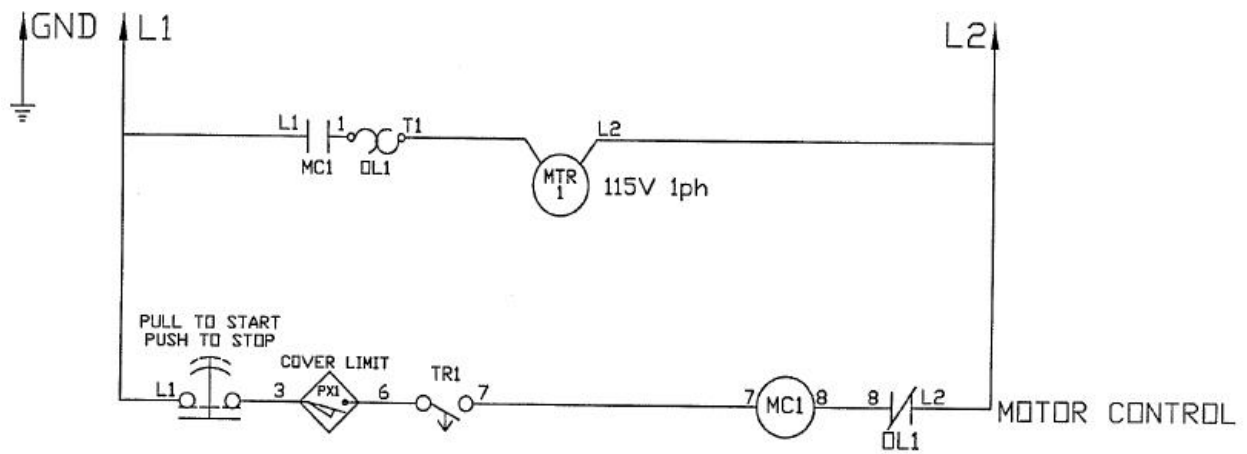 GND L1 L2
L1 1 T1 L2
MC1 OL1
MTR
1
115V 1ph
PULL TO START
PUSH TO STOP
COVER LIMIT
L1 3 PX1 6 TR1 7 7 MC1 8 8 L2
OL1
MOTOR CONTROL